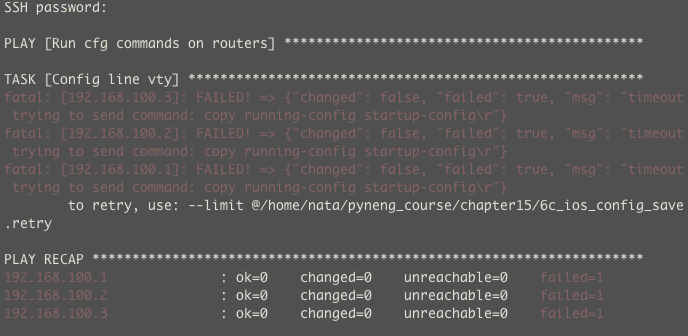 SSH password:
PLAY [Run cfg commands on routers] *********************************************
TASK [Config line vty] *********************************************************
fatal: [192.168.100.3]: FAILED! => {"changed": false, "failed": true, "msg": "timeout
trying to send command: copy running-config startup-config\r"}
fatal: [192.168.100.2]: FAILED! => {"changed": false, "failed": true, "msg": "timeout
trying to send command: copy running-config startup-config\r"}
fatal: [192.168.100.1]: FAILED! => {"changed": false, "failed": true, "msg": "timeout
trying to send command: copy running-config startup-config\r"}
to retry, use: --limit @/home/nata/pyneng_course/chapter15/6c_ios_config_save
.retry
PLAY RECAP *********************************************************************
192.168.100.1 : ok=0 changed=0 unreachable=0 failed=1
192.168.100.2 : ok=0 changed=0 unreachable=0 failed=1
192.168.100.3 : ok=0 changed=0 unreachable=0 failed=1